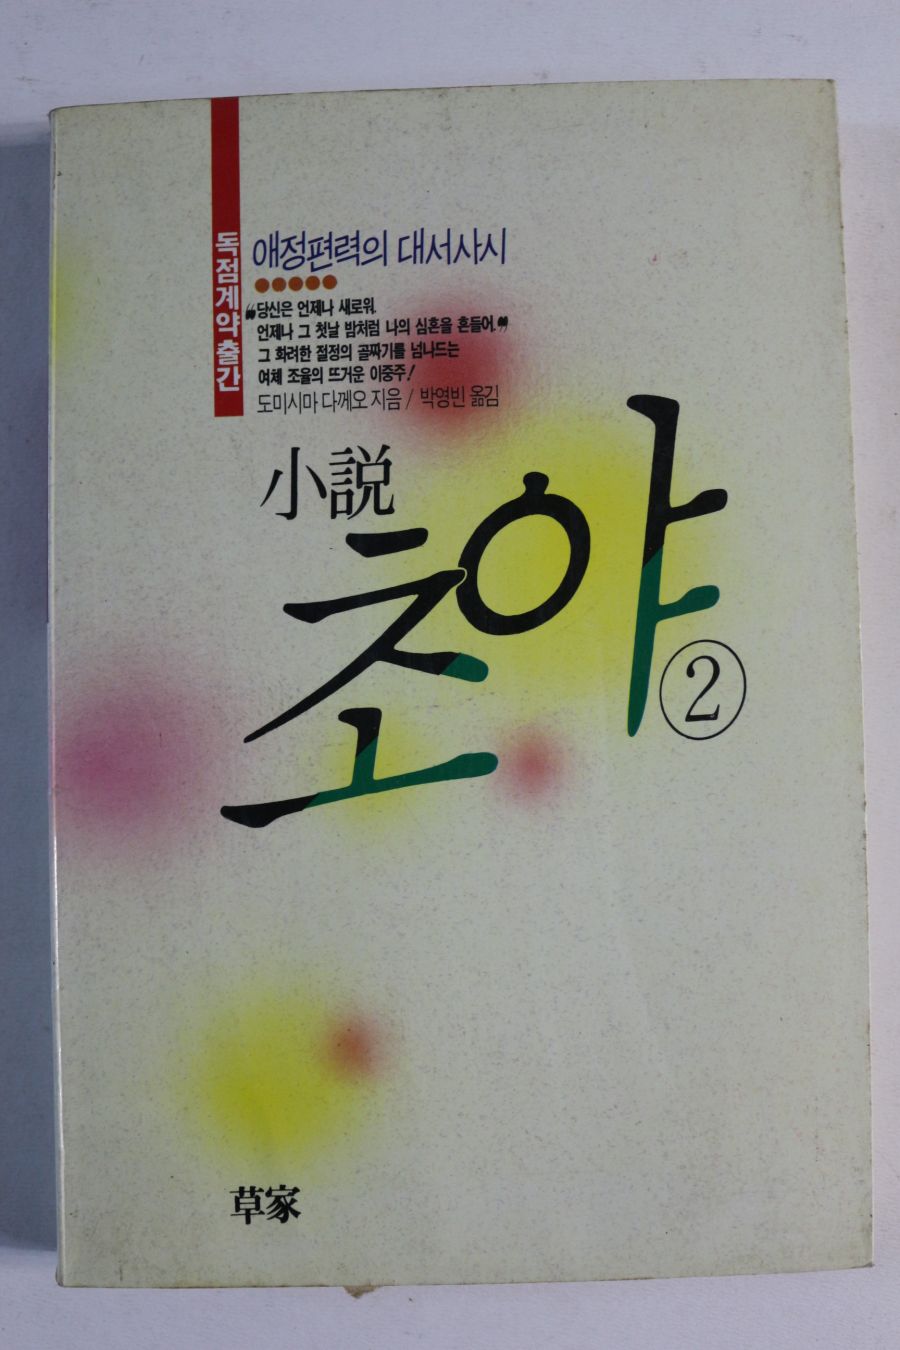 독점계약출간
애정편력의 대서사시
“당신은 언제나 새로워.
언제나 그 첫날 밤처럼 나의 심혼을 흔들어.”
그 화려한 절정의 골짜기를 넘나드는
여체 조율의 뜨거운 이중주!
도미시마 다께오 지음 / 박영빈 옮김
小説
초야
②
草家